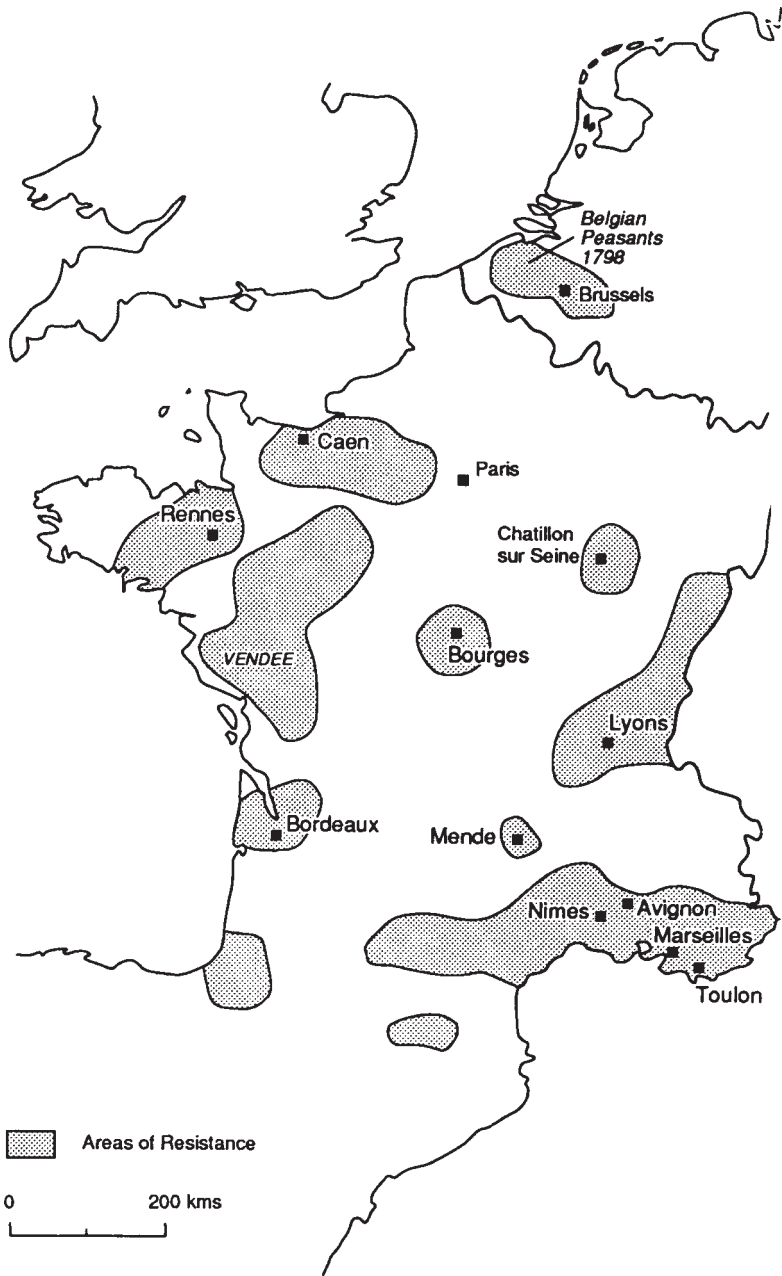 Belgian
Peasants
1798
Brussels
Caen
Paris
Rennes
Chatillon
sur Seine
VENDEE
Bourges
Lyons
Bordeaux
Mende
Nimes
Avignon
Marseilles
Toulon
Areas of Resistance
0 200 kms